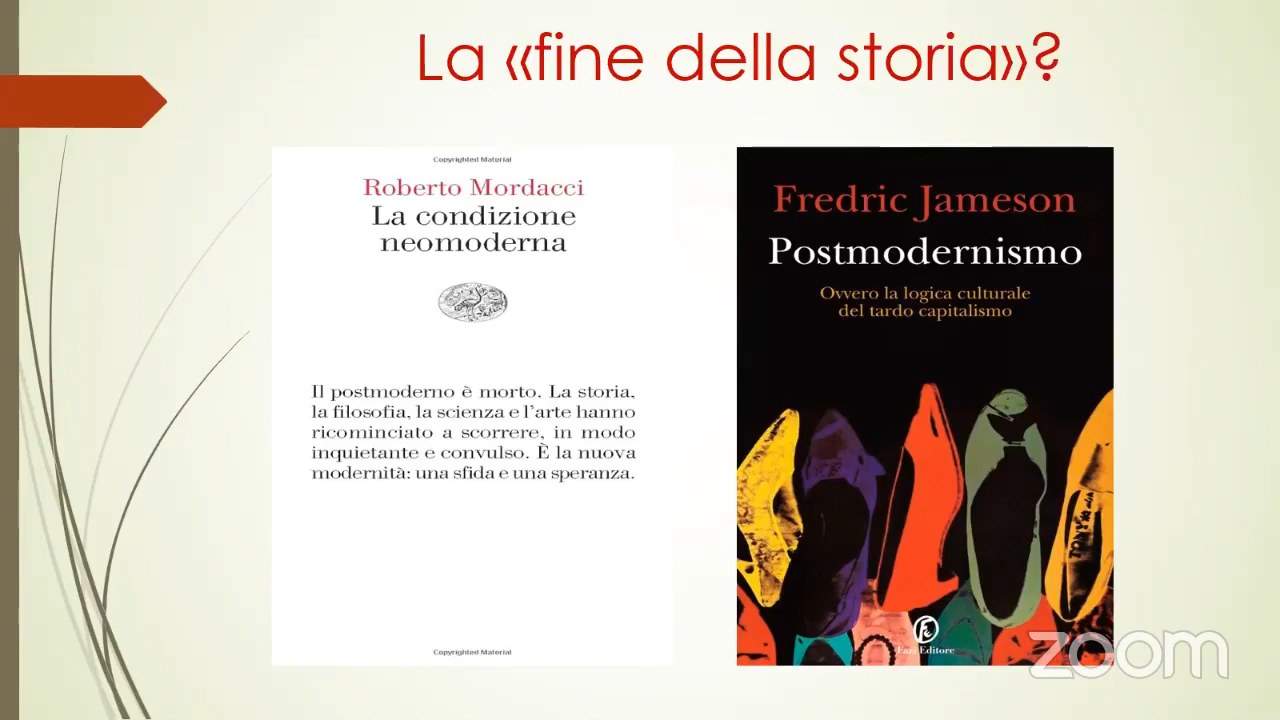 La «fine della storia»?
Copyrighted Material
Roberto Mordacci
La condizione
neomoderna
Il postmoderno è morto. La storia,
la filosofia, la scienza e l'arte hanno
ricominciato a scorrere, in modo
inquietante e convulso. È la nuova
modernità: una sfida e una speranza.
Copyrighted Material
Fredric Jameson
Postmodernismo
Ovvero la logica culturale
del tardo capitalismo
Fazi Editore
zoom